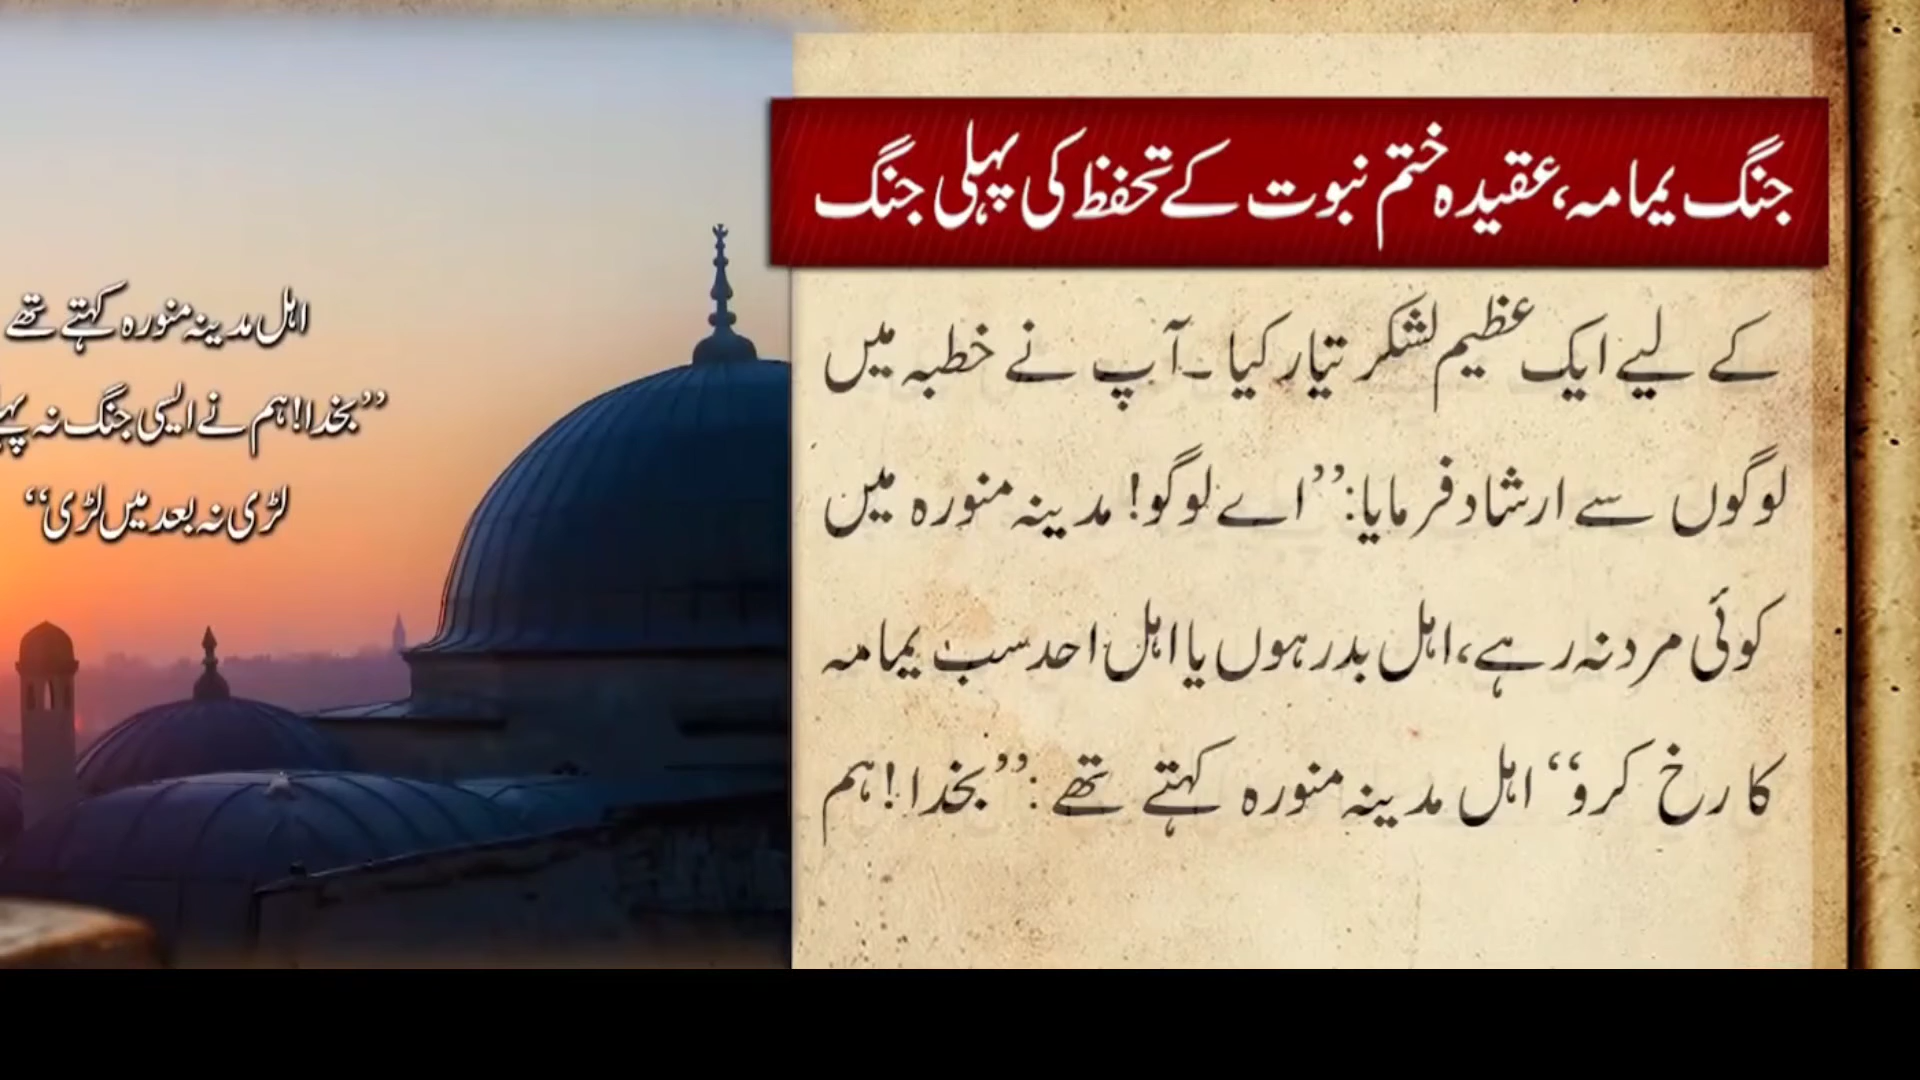 جنگ یمامہ، عقیدہ ختم نبوت کے تحفظ کی پہلی جنگ
کے لیے ایک عظیم لشکر تیار کیا۔ آپ نے خطبہ میں
لوگوں سے ارشاد فرمایا: ’’اے لوگو! مدینہ منورہ میں
کوئی مرد نہ رہے، اہل بدر ہوں یا اہل احد سب یمامہ
کا رخ کرو‘‘ اہل مدینہ منورہ کہتے تھے: ’’بخدا! ہم
اہل مدینہ منورہ کہتے تھے
’’بخدا! ہم نے ایسی جنگ نہ
لڑی نہ بعد میں لڑی‘‘